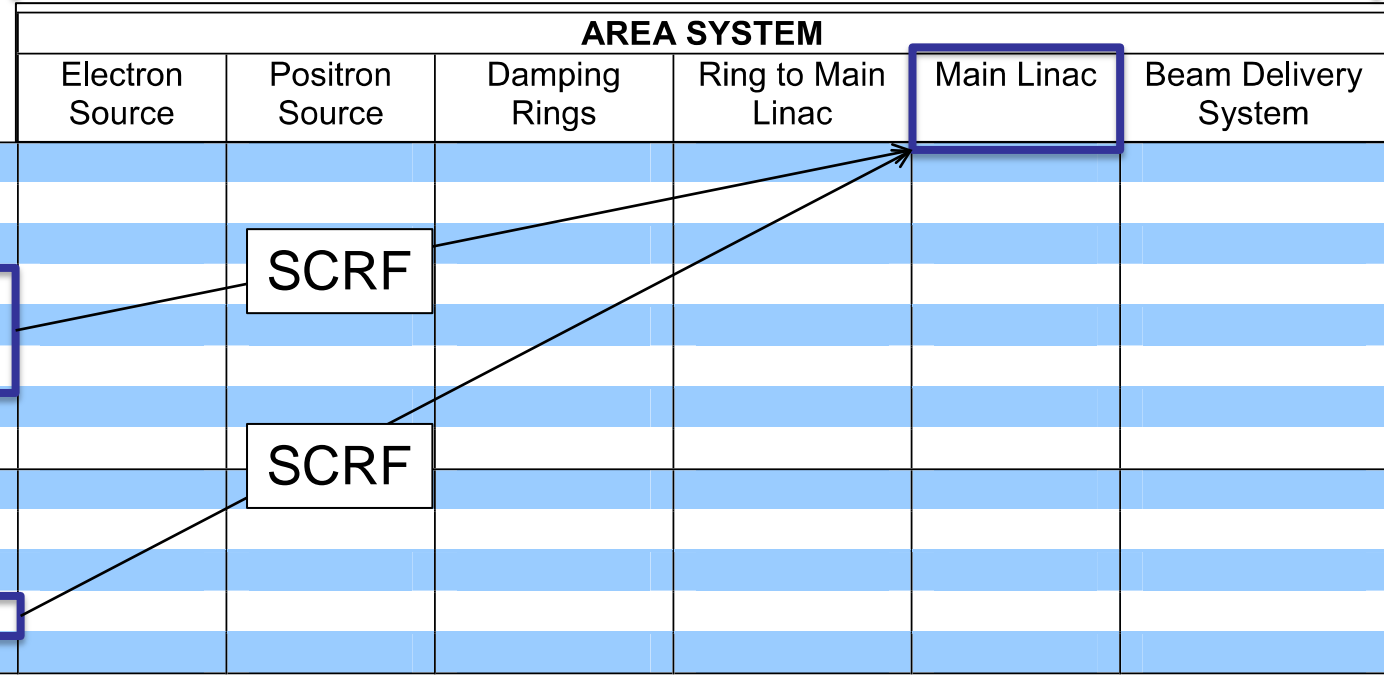 AREA SYSTEM
Electron
Source
Positron
Source
Damping
Rings
Ring to Main
Linac
Main Linac
Beam Delivery
System
SCRF
SCRF